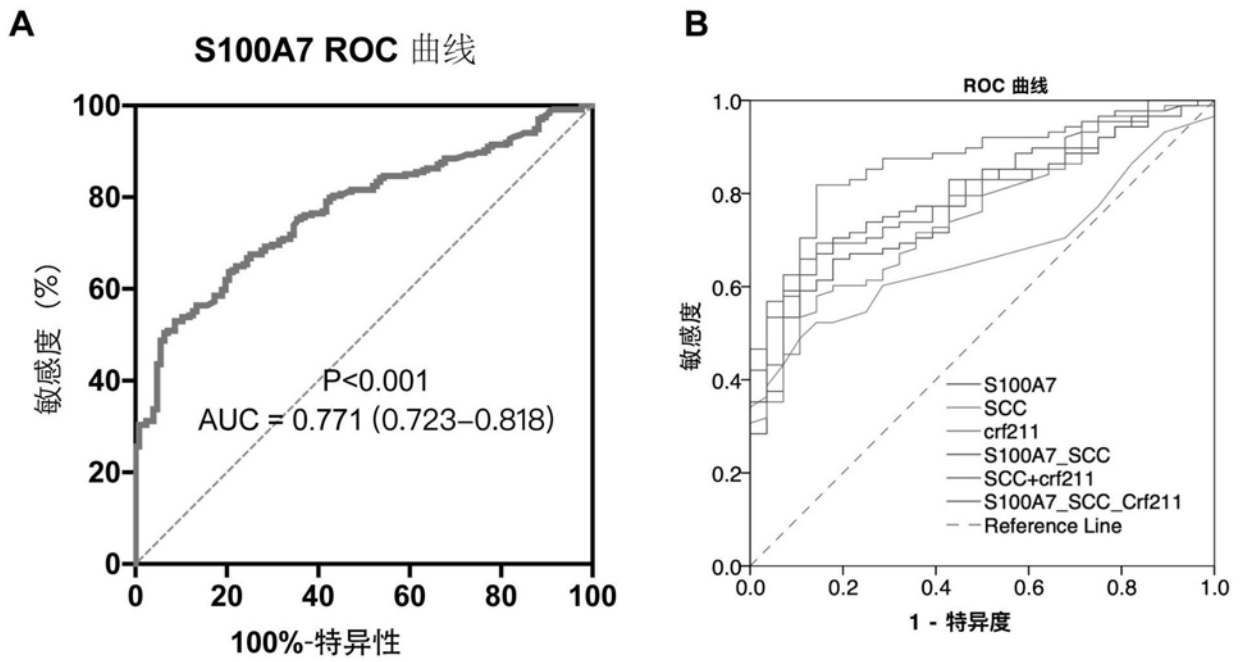 A
S100A7 ROC 曲线
100
80
60
40
20
0
敏感度 (%)
P<0.001
AUC = 0.771 (0.723–0.818)
0 20 40 60 80 100
100%-特异性
B
ROC 曲线
1.0
0.8
0.6
0.4
0.2
0.0
敏感度
S100A7
SCC
crf211
S100A7_SCC
SCC+crf211
S100A7_SCC_Crf211
Reference Line
0.0 0.2 0.4 0.6 0.8 1.0
1 - 特异度